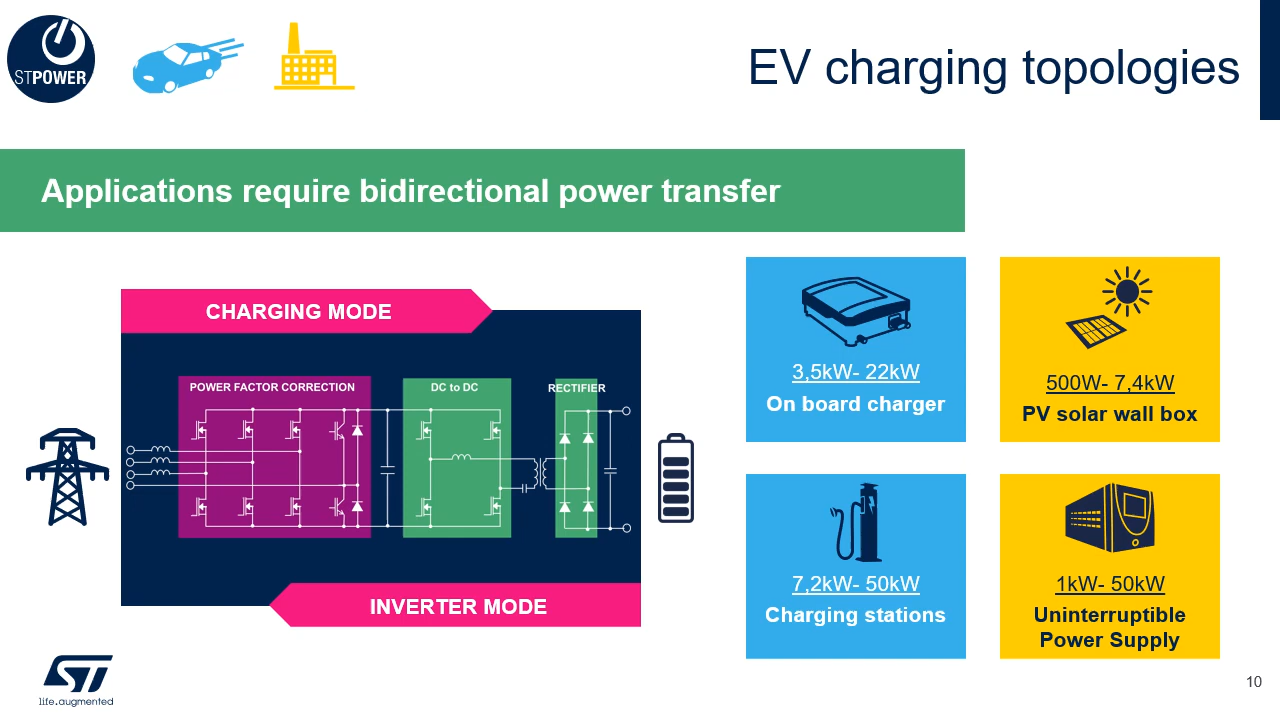 STPOWER
EV charging topologies
Applications require bidirectional power transfer
CHARGING MODE
POWER FACTOR CORRECTION
DC to DC
RECTIFIER
INVERTER MODE
3,5kW- 22kW
On board charger
500W- 7,4kW
PV solar wall box
7,2kW- 50kW
Charging stations
1kW- 50kW
Uninterruptible
Power Supply
ST
life.augmented
10